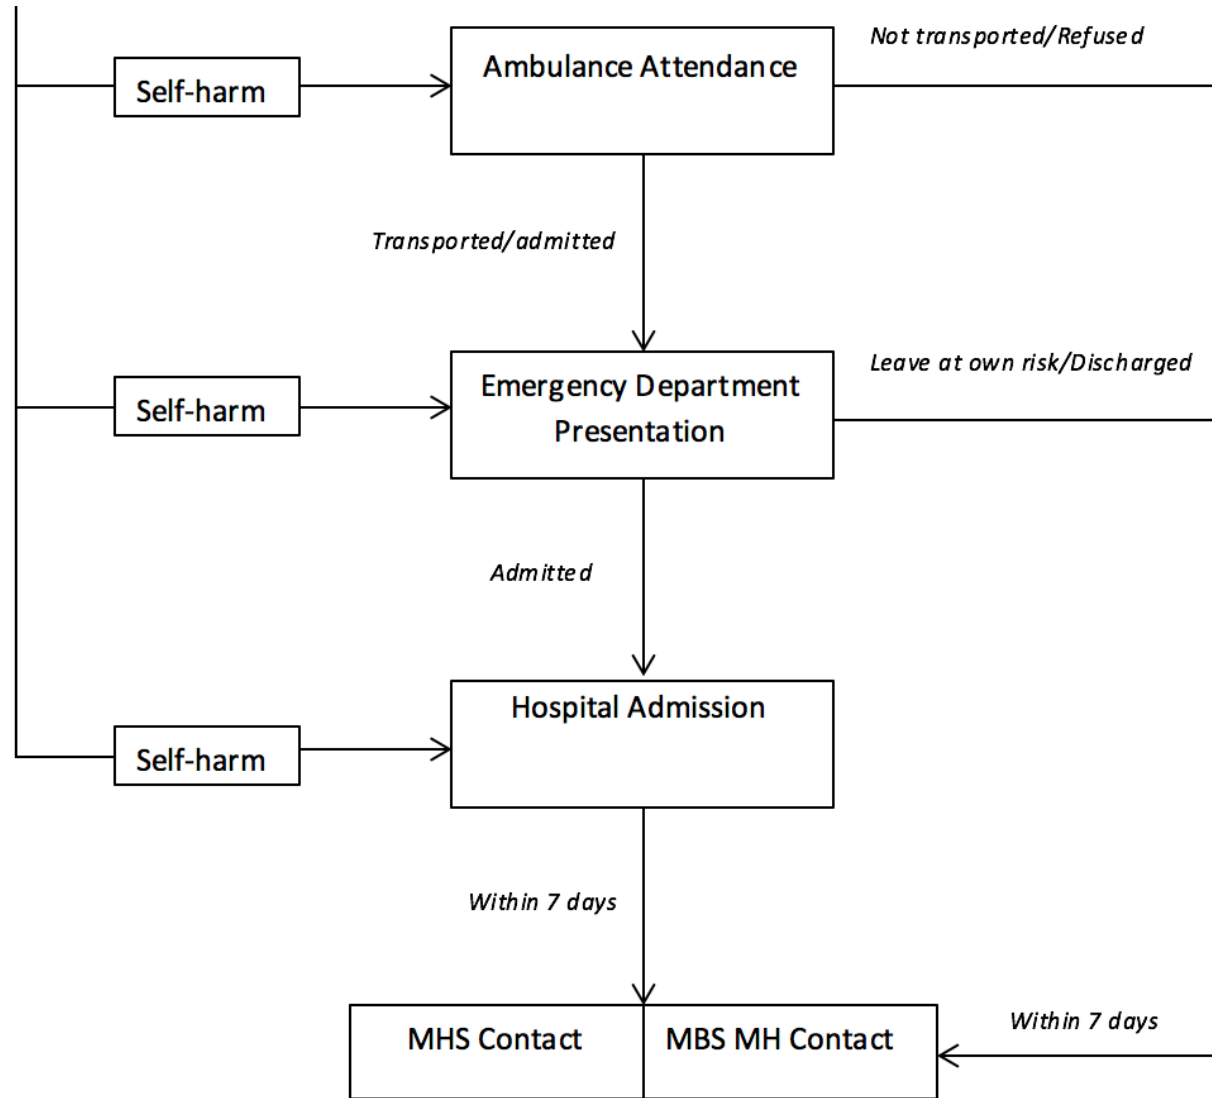 Not transported/Refused
Ambulance Attendance
Self-harm
Transported/admitted
Leave at own risk/Discharged
Emergency Department
Presentation
Self-harm
Admitted
Hospital Admission
Self-harm
Within 7 days
MHS Contact
MBS MH Contact
Within 7 days